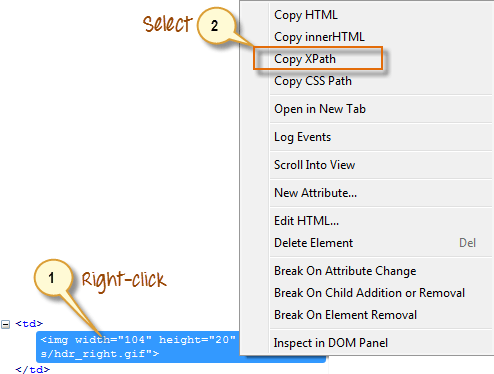 Select
2
Copy HTML
Copy innerHTML
Copy XPath
Copy CSS Path
Open in New Tab
Log Events
Scroll Into View
New Attribute...
Edit HTML...
Delete Element Del
Break On Attribute Change
Break On Child Addition or Removal
Break On Element Removal
Inspect in DOM Panel
1
Right-click
<td>
<img width="104" height="20"
s/hdr_right.gif">
</td>